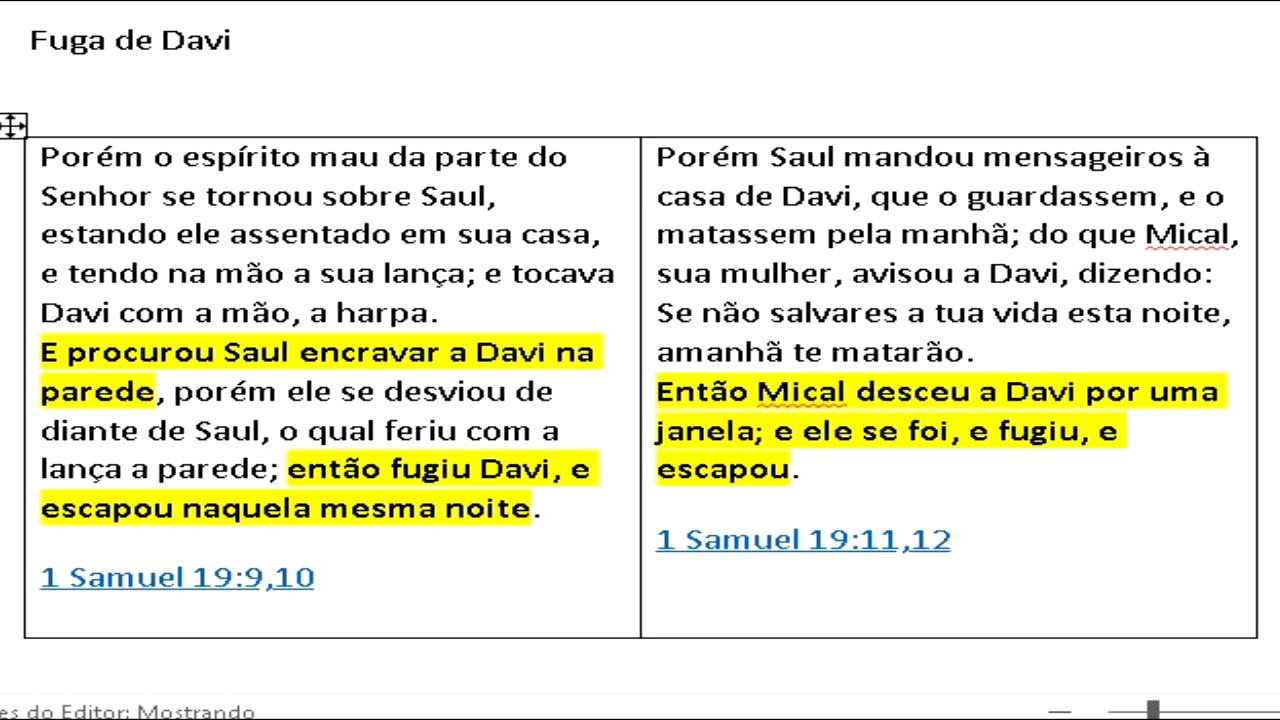 Fuga de Davi
Porém o espírito mau da parte do
Senhor se tornou sobre Saul,
estando ele assentado em sua casa,
e tendo na mão a sua lança; e tocava
Davi com a mão, a harpa.
E procurou Saul encravar a Davi na
parede, porém ele se desviou de
diante de Saul, o qual feriu com a
lança a parede; então fugiu Davi, e
escapou naquela mesma noite.
1 Samuel 19:9,10
Porém Saul mandou mensageiros à
casa de Davi, que o guardassem, e o
matassem pela manhã; do que Mical,
sua mulher, avisou a Davi, dizendo:
Se não salvares a tua vida esta noite,
amanhã te matarão.
Então Mical desceu a Davi por uma
janela; e ele se foi, e fugiu, e
escapou.
1 Samuel 19:11,12
es do Editor: Mostrando